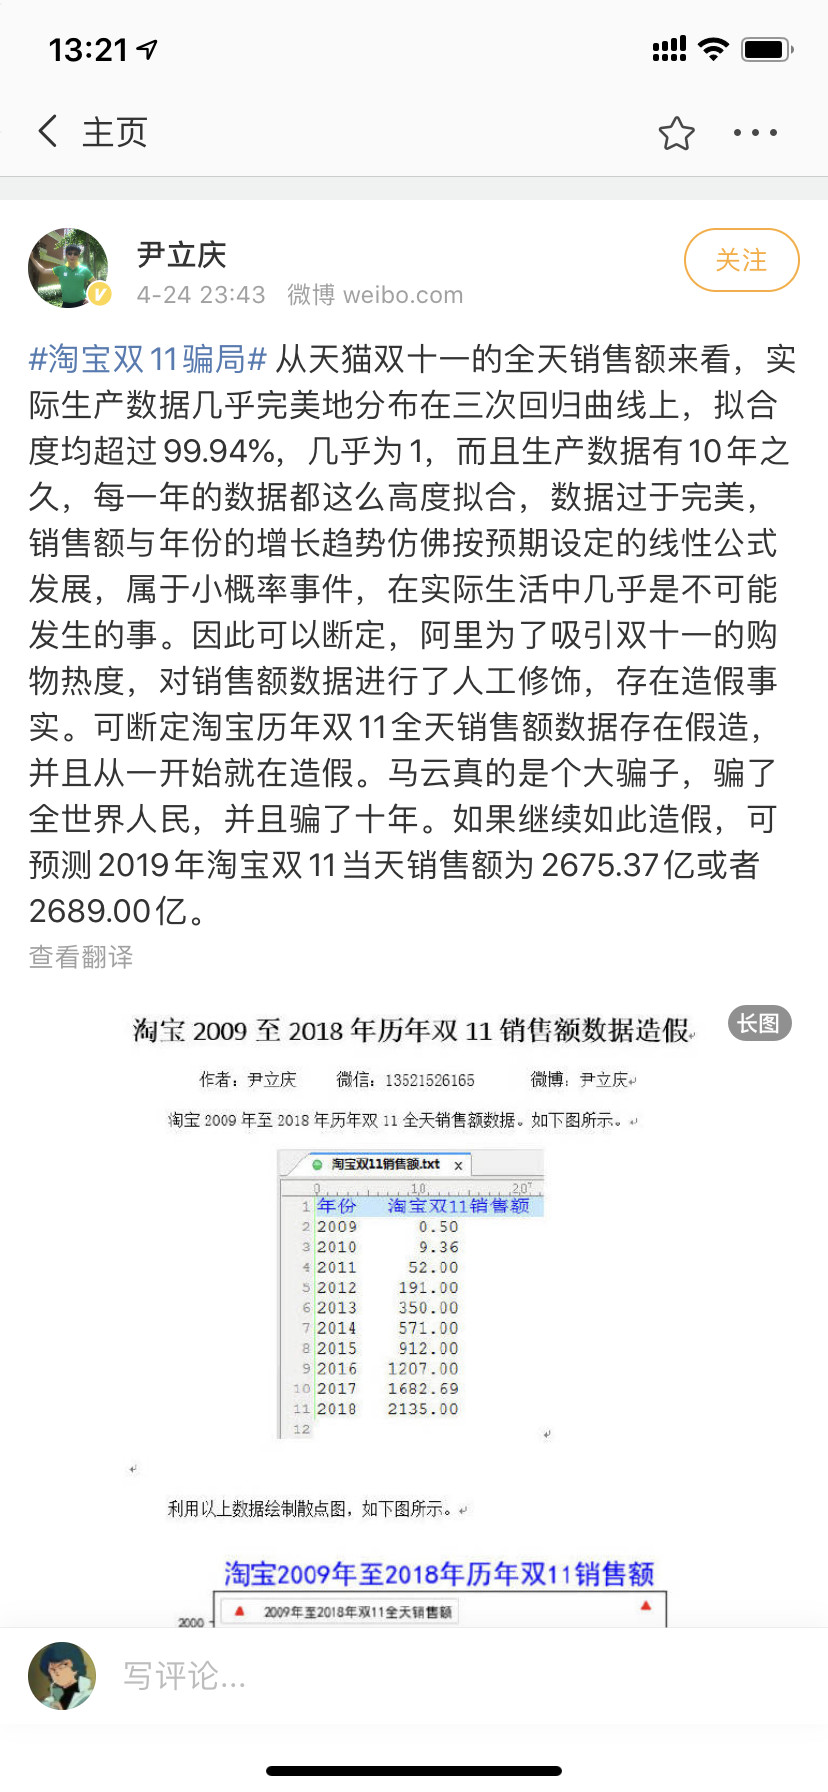 13:21
主页
尹立庆
关注
4-24 23:43 微博 weibo.com
#淘宝双11骗局# 从天猫双十一的全天销售额来看，实
际生产数据几乎完美地分布在三次回归曲线上，拟合
度均超过99.94%，几乎为1，而且生产数据有10年之
久，每一年的数据都这么高度拟合，数据过于完美，
销售额与年份的增长趋势仿佛按预期设定的线性公式
发展，属于小概率事件，在实际生活中几乎是不可能
发生的事。因此可以断定，阿里为了吸引双十一的购
物热度，对销售额数据进行了人工修饰，存在造假事
实。可断定淘宝历年双11全天销售额数据存在假造，
并且从一开始就在造假。马云真的是个大骗子，骗了
全世界人民，并且骗了十年。如果继续如此造假，可
预测2019年淘宝双11当天销售额为2675.37亿或者
2689.00亿。
查看翻译
淘宝 2009 至 2018 年历年双 11 销售额数据造假
长图
作者：尹立庆 微信：13521526165 微博：尹立庆
淘宝 2009 年至 2018 年历年双 11 全天销售额数据。如下图所示。
淘宝双11销售额.txt x
0 10 20
1 年份 淘宝双11销售额
2 2009 0.50
3 2010 9.36
4 2011 52.00
5 2012 191.00
6 2013 350.00
7 2014 571.00
8 2015 912.00
9 2016 1207.00
10 2017 1682.69
11 2018 2135.00
12
利用以上数据绘制散点图，如下图所示。
淘宝2009年至2018年历年双11销售额
2000
2009年至2018年双11全天销售额
写评论...